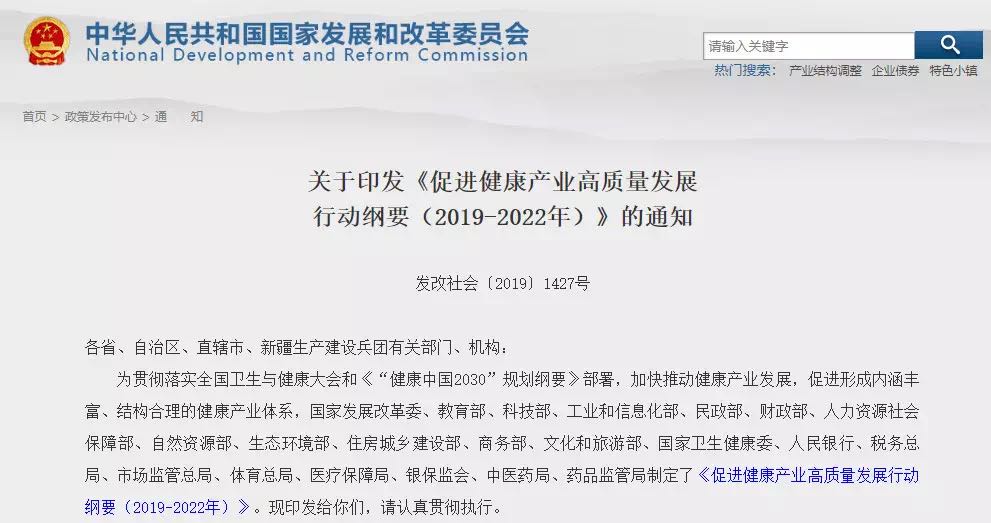 中华人民共和国国家发展和改革委员会
National Development and Reform Commission
请输入关键字
热门搜索： 产业结构调整 企业债券 特色小镇
首页 > 政策发布中心 > 通 知
关于印发《促进健康产业高质量发展
行动纲要（2019-2022年）》的通知
发改社会〔2019〕1427号
各省、自治区、直辖市、新疆生产建设兵团有关部门、机构：
为贯彻落实全国卫生与健康大会和《“健康中国2030”规划纲要》部署，加快推动健康产业发展，促进形成内涵丰
富、结构合理的健康产业体系，国家发展改革委、教育部、科技部、工业和信息化部、民政部、财政部、人力资源社会
保障部、自然资源部、生态环境部、住房城乡建设部、商务部、文化和旅游部、国家卫生健康委、人民银行、税务总
局、市场监管总局、体育总局、医疗保障局、银保监会、中医药局、药品监管局制定了《促进健康产业高质量发展行动
纲要（2019-2022年）》。现印发给你们，请认真贯彻执行。